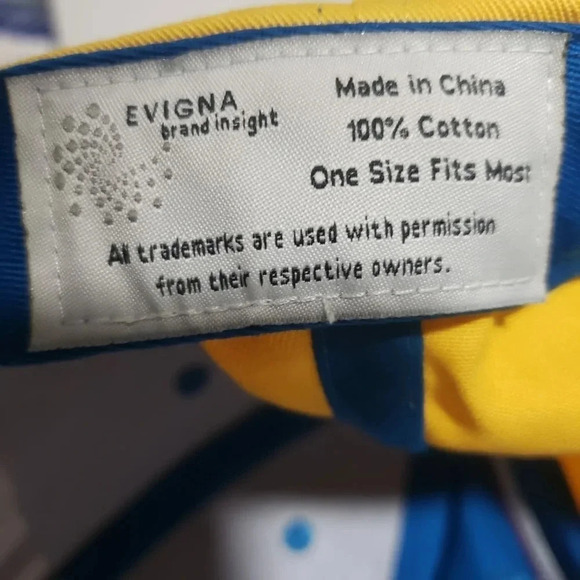 EVIGNA
brand insight
Made in China
100% Cotton
One Size Fits Most
All trademarks are used with permission
from their respective owners.